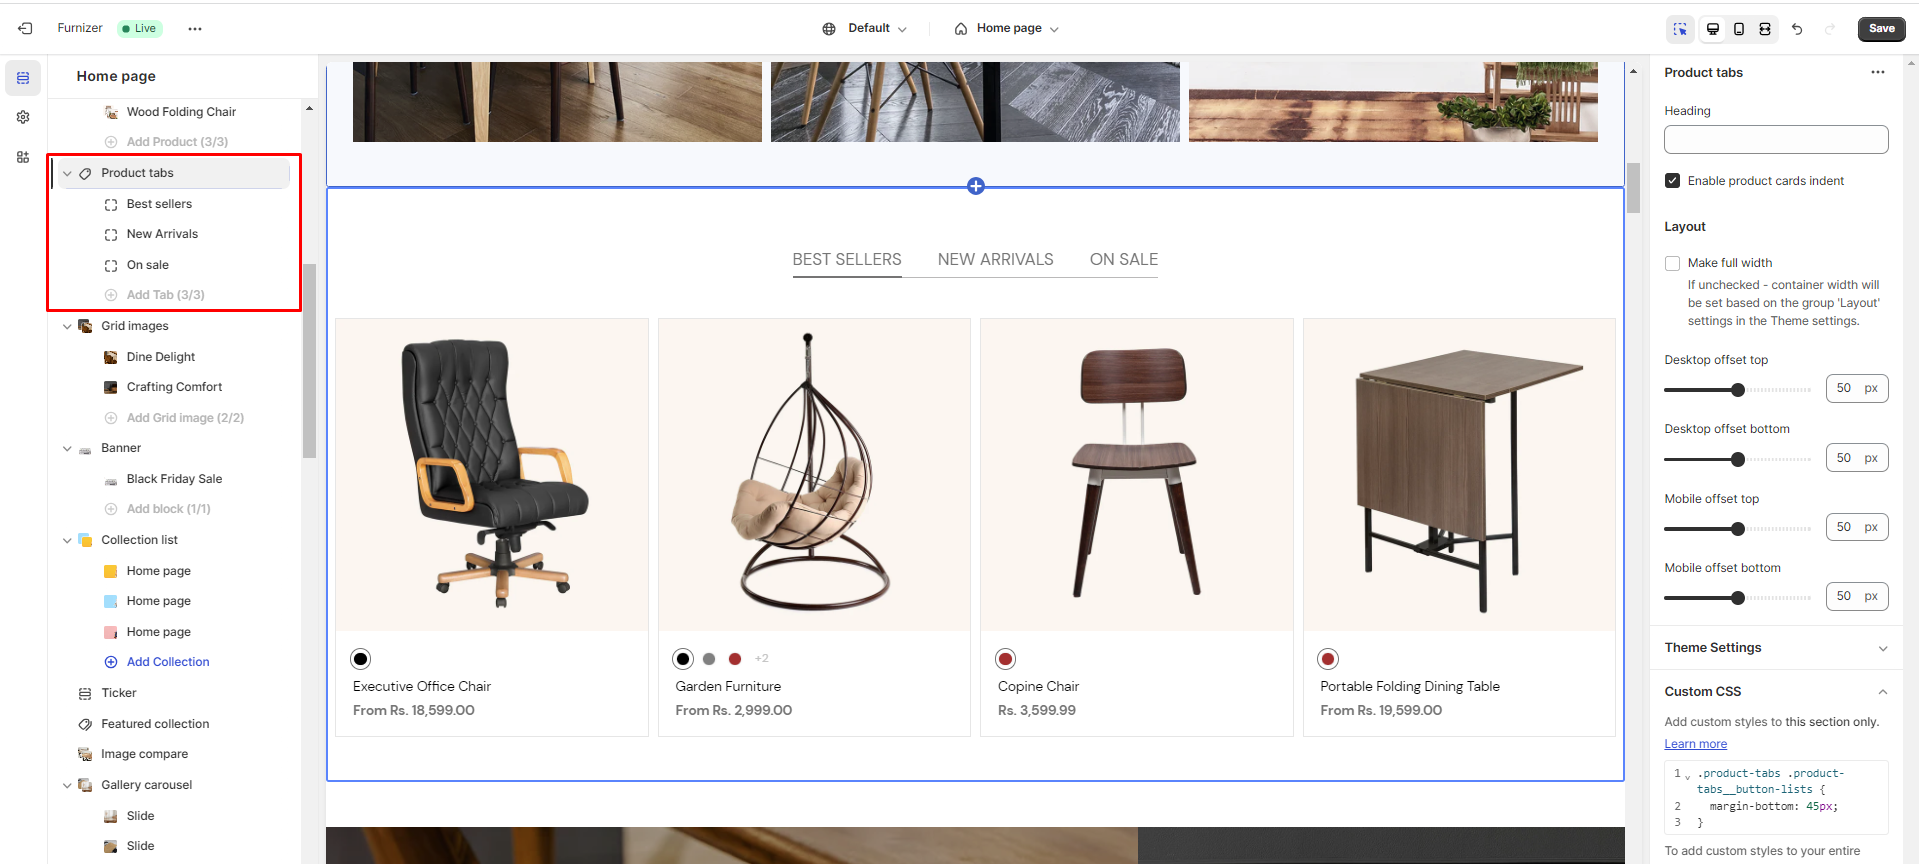 Furnizer
Live
Default
Home page
Save
Home page
Wood Folding Chair
Add Product (3/3)
Product tabs
Best sellers
New Arrivals
On sale
Add Tab (3/3)
Grid images
Dine Delight
Crafting Comfort
Add Grid image (2/2)
Banner
Black Friday Sale
Add block (1/1)
Collection list
Home page
Home page
Home page
Add Collection
Ticker
Featured collection
Image compare
Gallery carousel
Slide
Slide
BEST SELLERS
NEW ARRIVALS
ON SALE
Executive Office Chair
From Rs. 18,599.00
+2
Garden Furniture
From Rs. 2,999.00
Copine Chair
Rs. 3,599.99
Portable Folding Dining Table
From Rs. 19,599.00
Product tabs
Heading
Enable product cards indent
Layout
Make full width
If unchecked - container width will
be set based on the group 'Layout'
settings in the Theme settings.
Desktop offset top
50 px
Desktop offset bottom
50 px
Mobile offset top
50 px
Mobile offset bottom
50 px
Theme Settings
Custom CSS
Add custom styles to this section only.
Learn more
1 .product-tabs .product-
tabs__button-lists {
2 margin-bottom: 45px;
3 }
To add custom styles to your entire